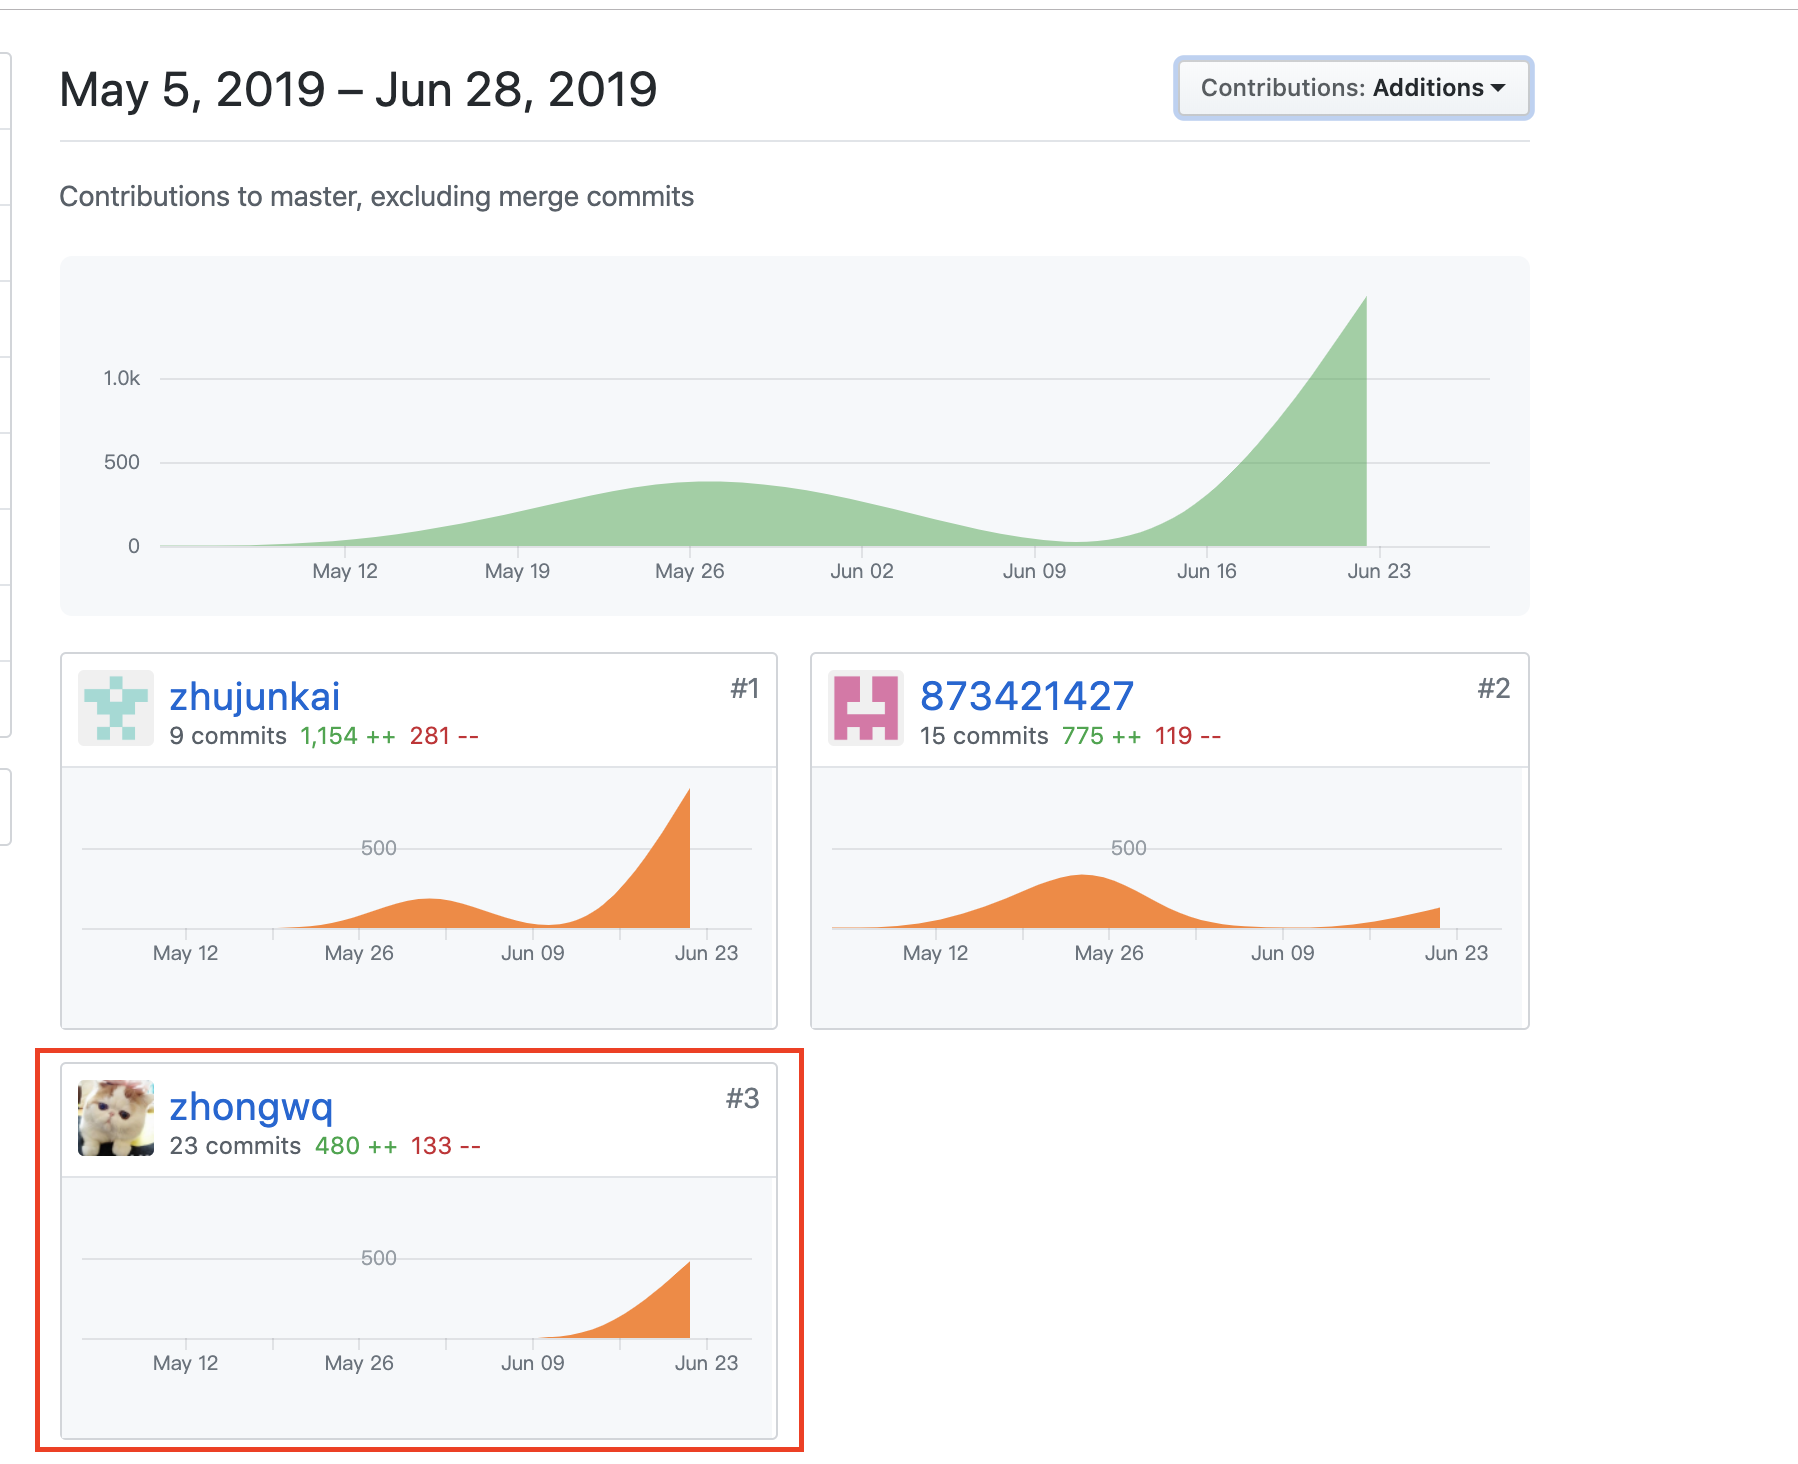 May 5, 2019 – Jun 28, 2019
Contributions: Additions
Contributions to master, excluding merge commits
1.0k
500
0
May 12 May 19 May 26 Jun 02 Jun 09 Jun 16 Jun 23
zhujunkai #1
9 commits 1,154 ++ 281 --
500
May 12 May 26 Jun 09 Jun 23
873421427 #2
15 commits 775 ++ 119 --
500
May 12 May 26 Jun 09 Jun 23
zhongwq #3
23 commits 480 ++ 133 --
500
May 12 May 26 Jun 09 Jun 23